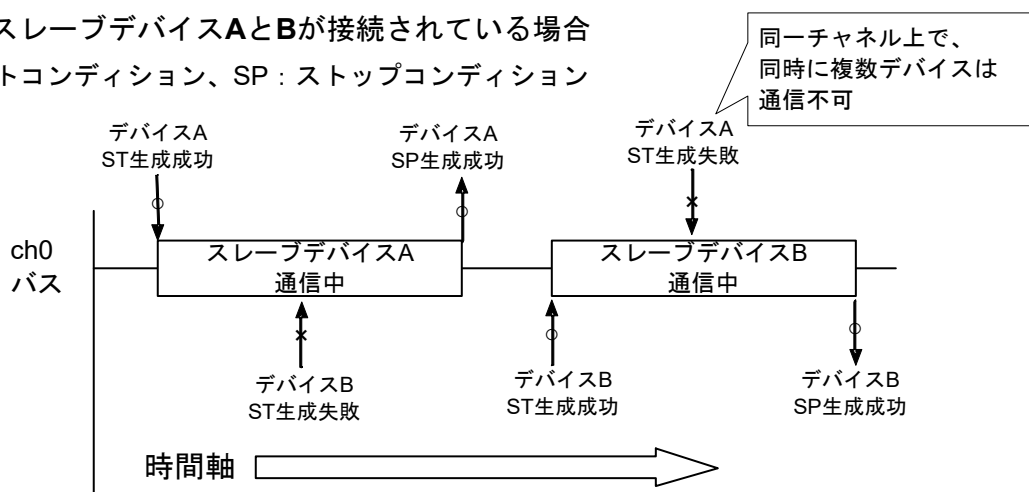 スレーブデバイスAとBが接続されている場合
トコンディション、SP：ストップコンディション
同一チャネル上で、
同時に複数デバイスは
通信不可
デバイスA
ST生成成功
デバイスA
SP生成成功
デバイスA
ST生成失敗
ch0
バス
スレーブデバイスA
通信中
スレーブデバイスB
通信中
デバイスB
ST生成失敗
デバイスB
ST生成成功
デバイスB
SP生成成功
時間軸